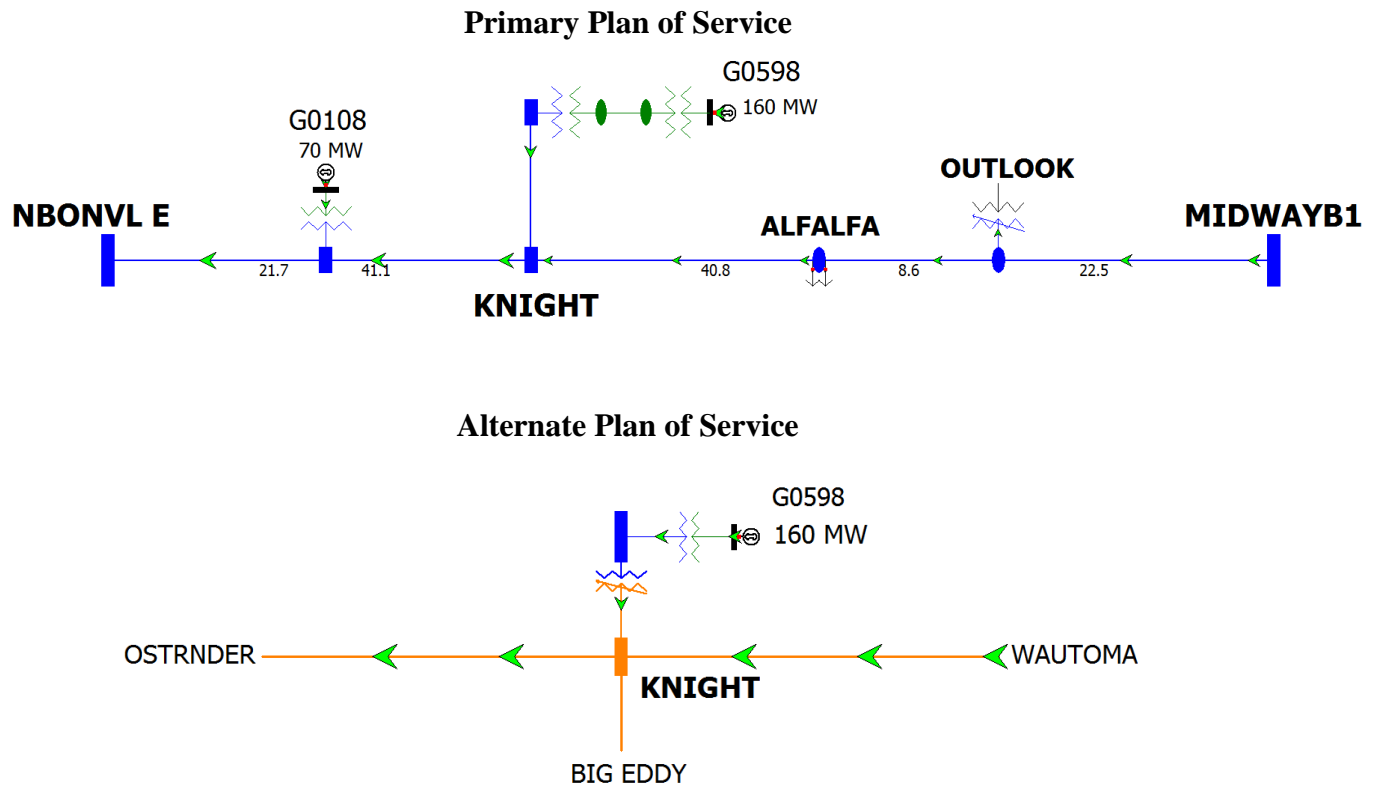 Primary Plan of Service
G0598
160 MW
G0108
70 MW
OUTLOOK
NBONVL E
ALFALFA
MIDWAYB1
21.7
41.1
40.8
8.6
22.5
KNIGHT
Alternate Plan of Service
G0598
160 MW
OSTRNDER
WAUTOMA
KNIGHT
BIG EDDY